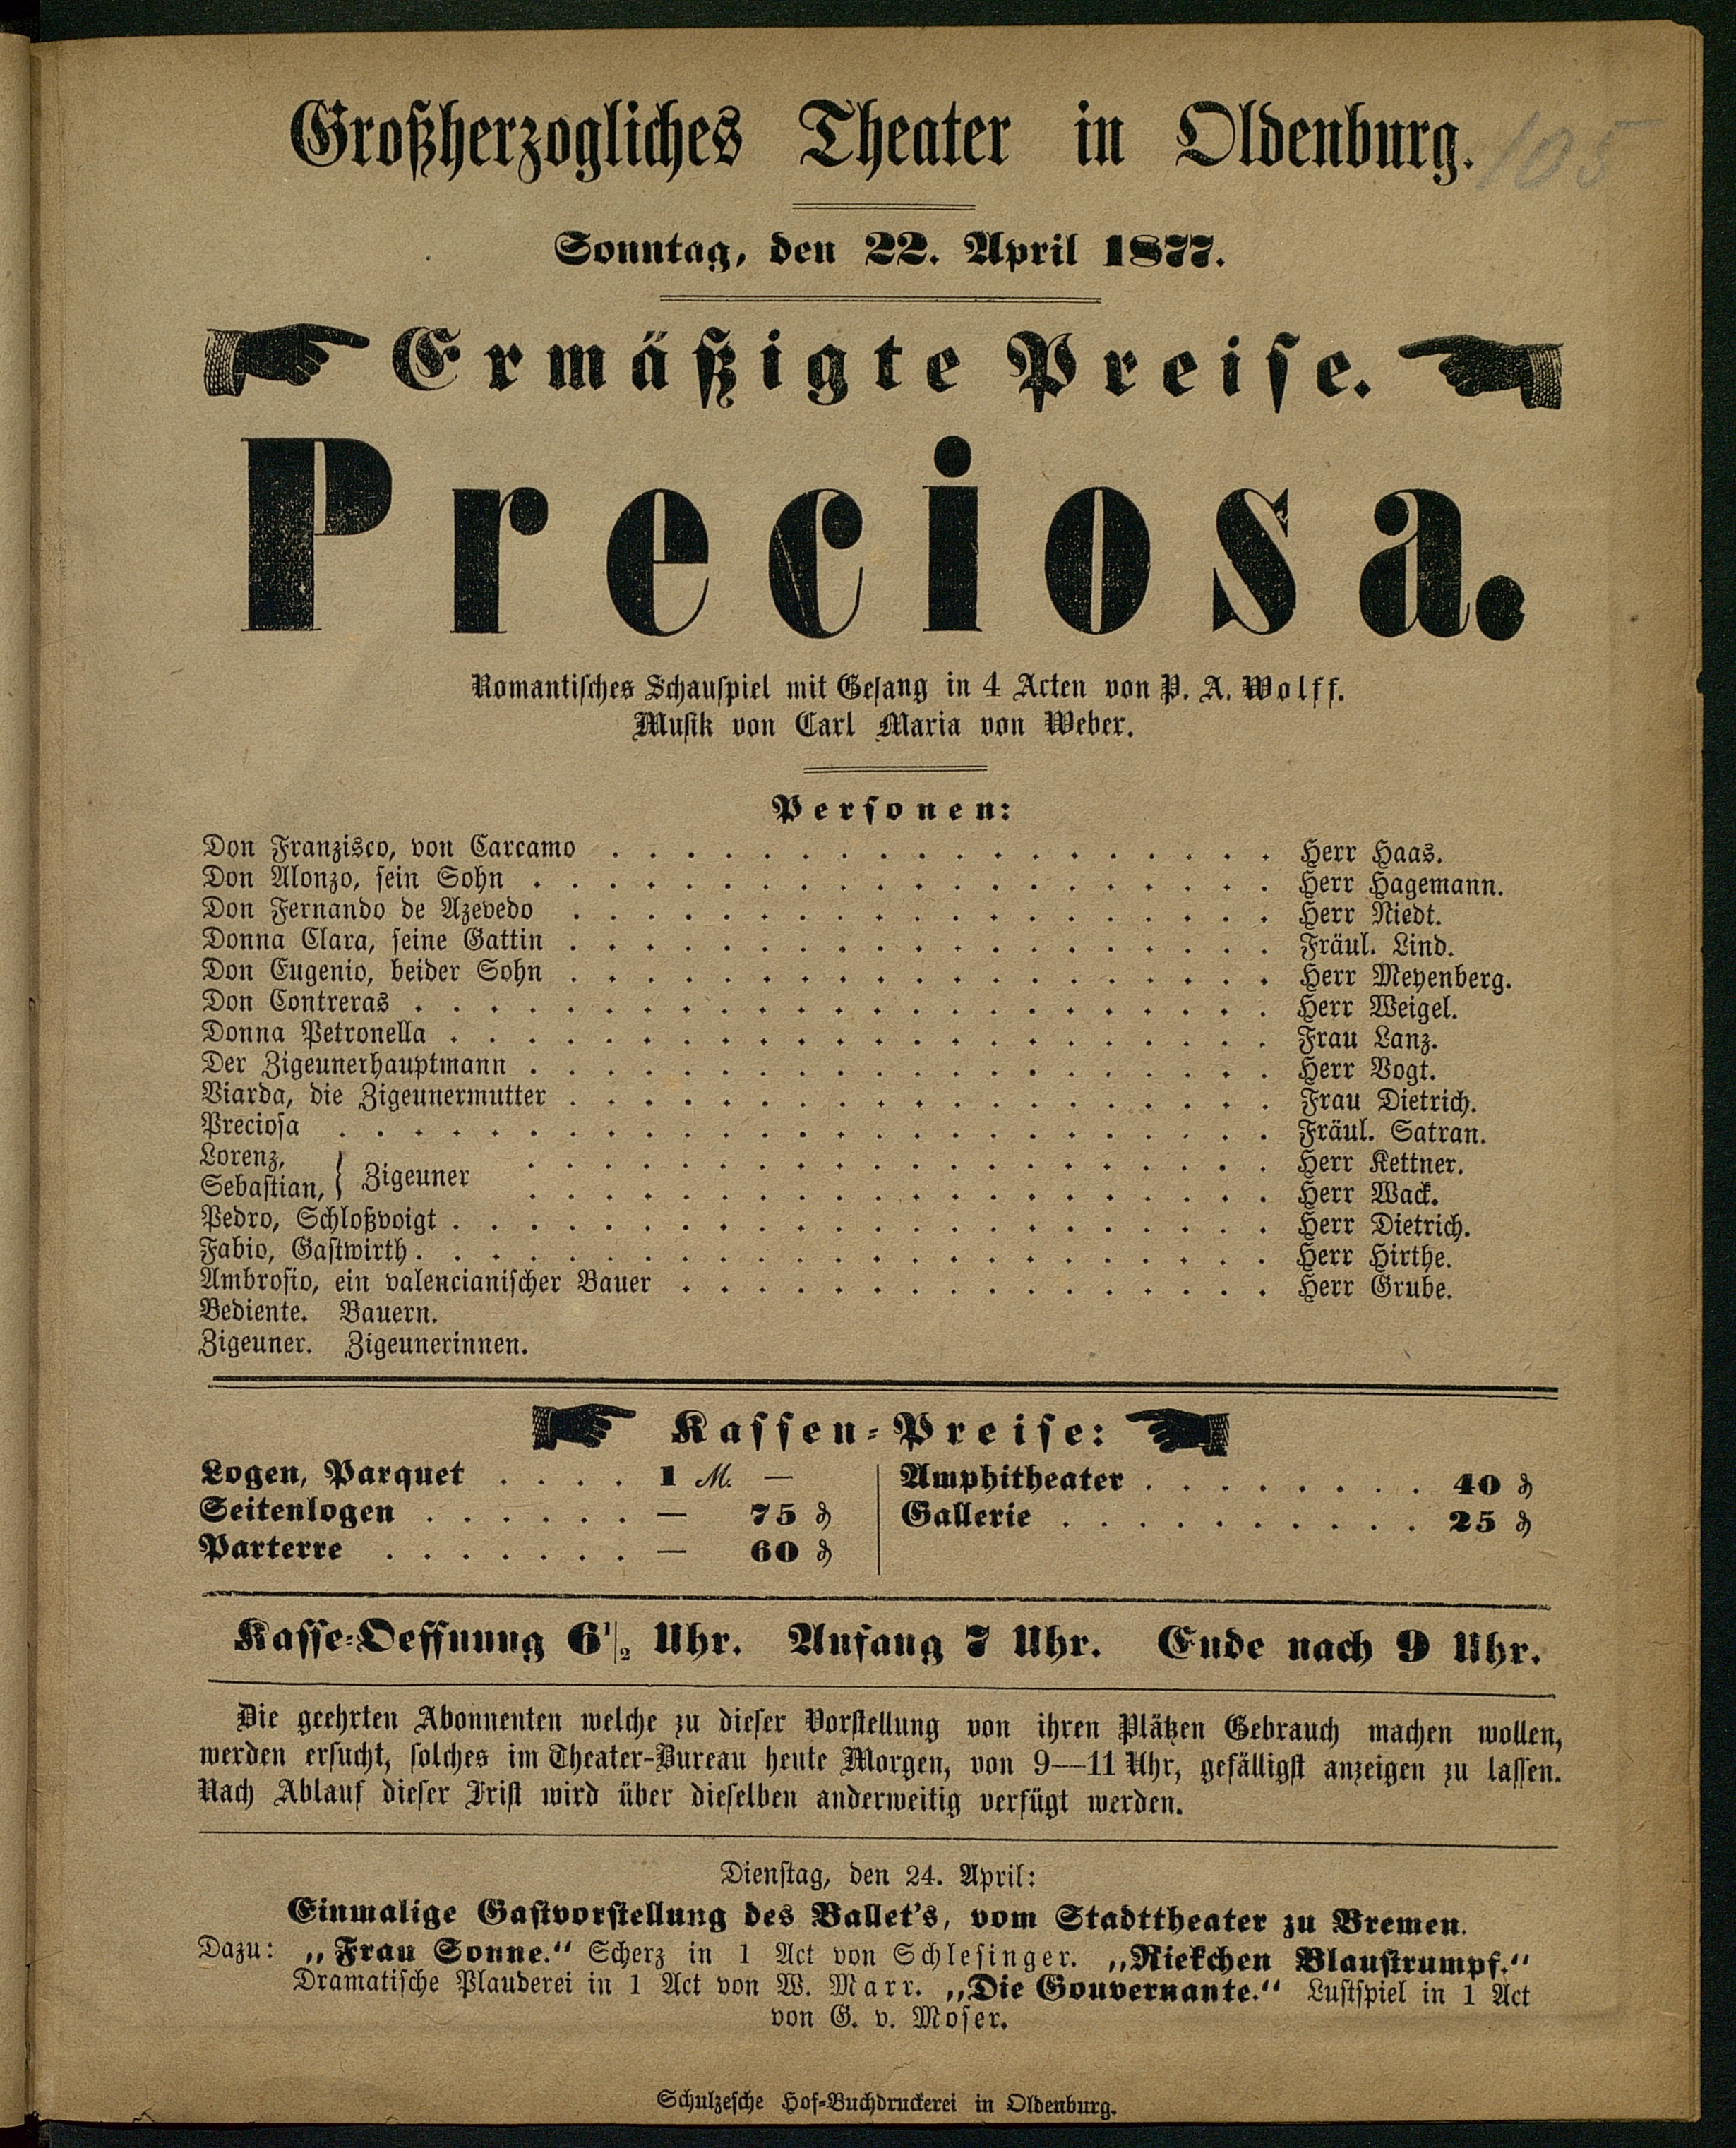 Großherzogliches Theater in Oldenburg.
105
Sonntag, den 22. April 1877.
Ermäßigte Preise.
Preciosa.
Romantisches Schauspiel mit Gesang in 4 Acten von P. A. Wolff.
Musik von Carl Maria von Weber.
Personen:
Don Franzisco, von Carcamo . . . . . . . . . . . . . . . . . . Herr Haas.
Don Alonzo, sein Sohn . . . . . . . . . . . . . . . . . . . . Herr Hagemann.
Don Fernando de Azevedo . . . . . . . . . . . . . . . . . . . Herr Niedt.
Donna Clara, seine Gattin . . . . . . . . . . . . . . . . . . . Fräul. Lind.
Don Eugenio, beider Sohn . . . . . . . . . . . . . . . . . . . Herr Meyenberg.
Don Contreras . . . . . . . . . . . . . . . . . . . . . . . Herr Weigel.
Donna Petronella . . . . . . . . . . . . . . . . . . . . . . Frau Lanz.
Der Zigeunerhauptmann . . . . . . . . . . . . . . . . . . . . Herr Vogt.
Viarda, die Zigeunermutter . . . . . . . . . . . . . . . . . . . Frau Dietrich.
Preciosa . . . . . . . . . . . . . . . . . . . . . . . . . Fräul. Satran.
Lorenz, } Zigeuner . . . . . . . . . . . . . . . . . . . . Herr Kettner.
Sebastian, } . . . . . . . . . . . . . . . . . . . . Herr Wack.
Pedro, Schloßvoigt . . . . . . . . . . . . . . . . . . . . . . Herr Dietrich.
Fabio, Gastwirth . . . . . . . . . . . . . . . . . . . . . . . Herr Hirthe.
Ambrosio, ein valencianischer Bauer . . . . . . . . . . . . . . . . Herr Grube.
Bediente. Bauern.
Zigeuner. Zigeunerinnen.
Kassen-Preise:
Logen, Parquet . . . . 1 M. —
Seitenlogen . . . . . . — 75 ₰
Parterre . . . . . . . — 60 ₰
Amphitheater . . . . . . . . 40 ₰
Gallerie . . . . . . . . . . 25 ₰
Kasse-Oeffnung 6 1/2 Uhr. Anfang 7 Uhr. Ende nach 9 Uhr.
Die geehrten Abonnenten welche zu dieser Vorstellung von ihren Plätzen Gebrauch machen wollen,
werden ersucht, solches im Theater-Bureau heute Morgen, von 9—11 Uhr, gefälligst anzeigen zu lassen.
Nach Ablauf dieser Frist wird über dieselben anderweitig verfügt werden.
Dienstag, den 24. April:
Einmalige Gastvorstellung des Ballet's, vom Stadttheater zu Bremen.
Dazu: „Frau Sonne.“ Scherz in 1 Act von Schlesinger. „Riekchen Blaustrumpf.“
Dramatische Plauderei in 1 Act von W. Marr. „Die Gouvernante.“ Lustspiel in 1 Act
von G. v. Moser.
Schulzesche Hof-Buchdruckerei in Oldenburg.